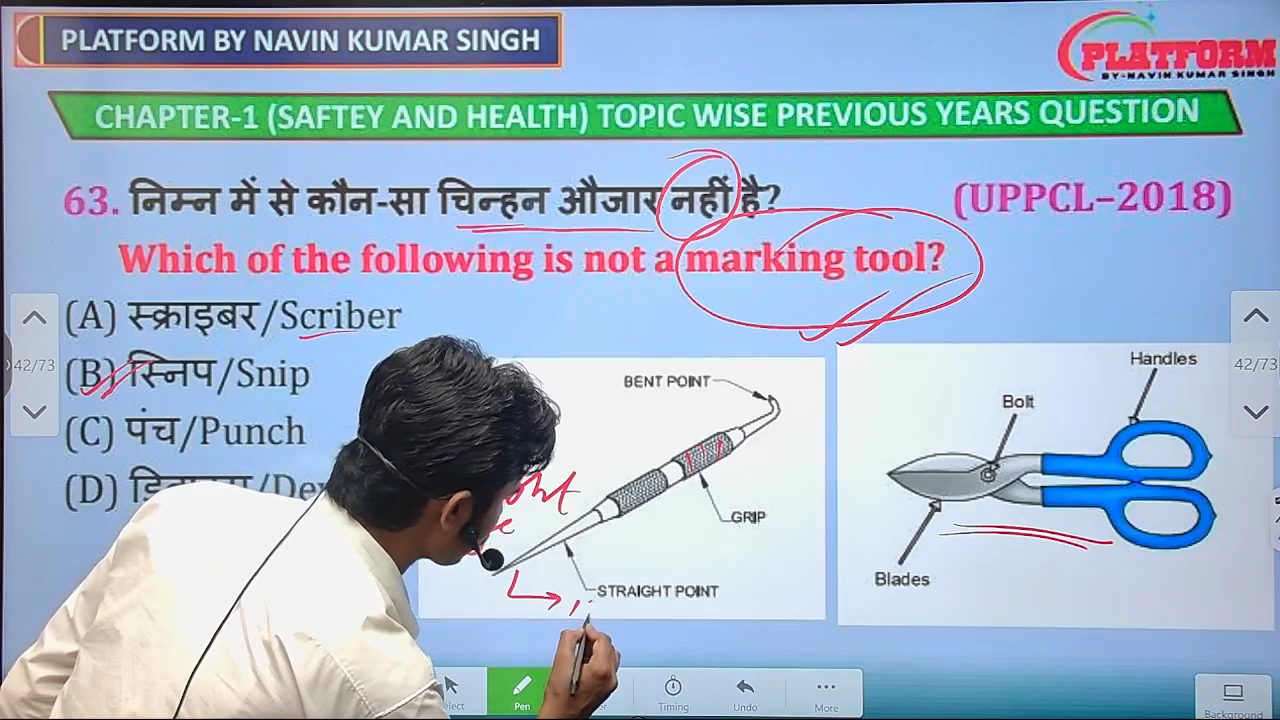 PLATFORM BY NAVIN KUMAR SINGH
PLATFORM
BY-NAVIN KUMAR SINGH
CHAPTER-1 (SAFTEY AND HEALTH) TOPIC WISE PREVIOUS YEARS QUESTION
63. निम्न में से कौन-सा चिन्हन औजार नहीं है? (UPPCL-2018)
Which of the following is not a marking tool?
(A) स्क्राइबर/Scriber
(B) स्निप/Snip
(C) पंच/Punch
(D)
42/73
42/73
BENT POINT
GRIP
STRAIGHT POINT
Handles
Bolt
Blades
Pen
Timing
Undo
More
Background